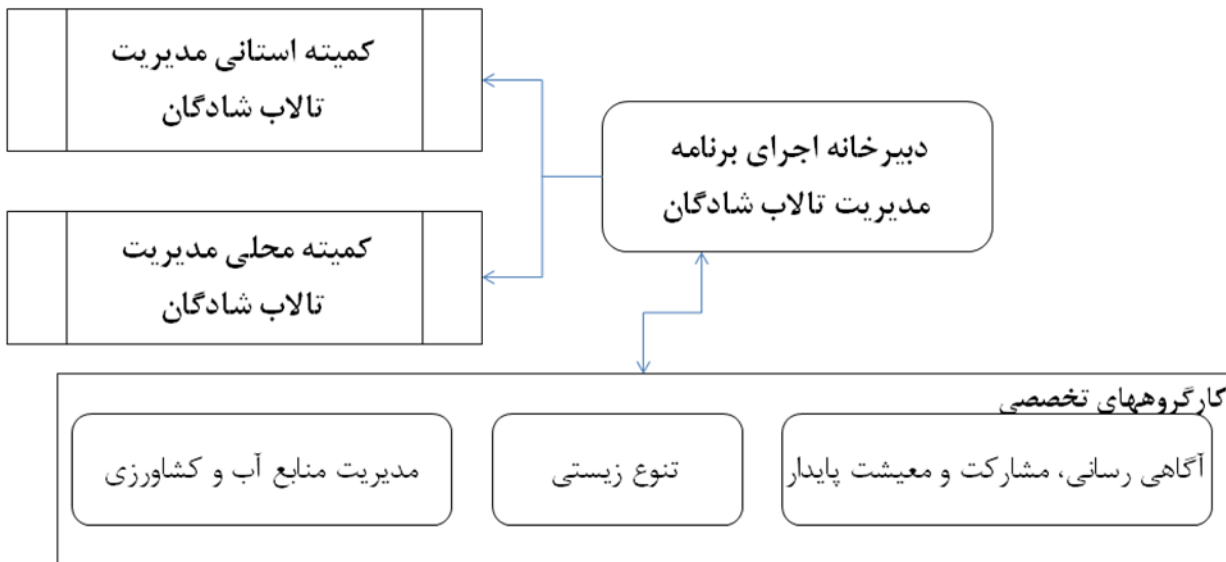 کمیته استانی مدیریت
تالاب شادگان
دبیرخانه اجرای برنامه
مدیریت تالاب شادگان
کمیته محلی مدیریت
تالاب شادگان
کارگروههای تخصصی
آگاهی رسانی، مشارکت و معیشت پایدار
تنوع زیستی
مدیریت منابع آب و کشاورزی